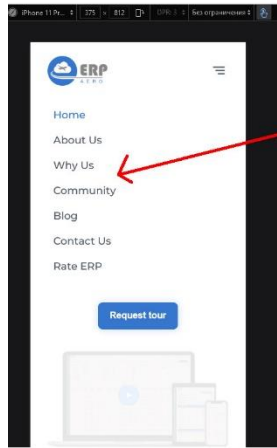 iPhone 11 Pr... 375 x 812 DPR: 3 Без ограничения
ERP
ATRO
Home
About Us
Why Us
Community
Blog
Contact Us
Rate ERP
Request tour